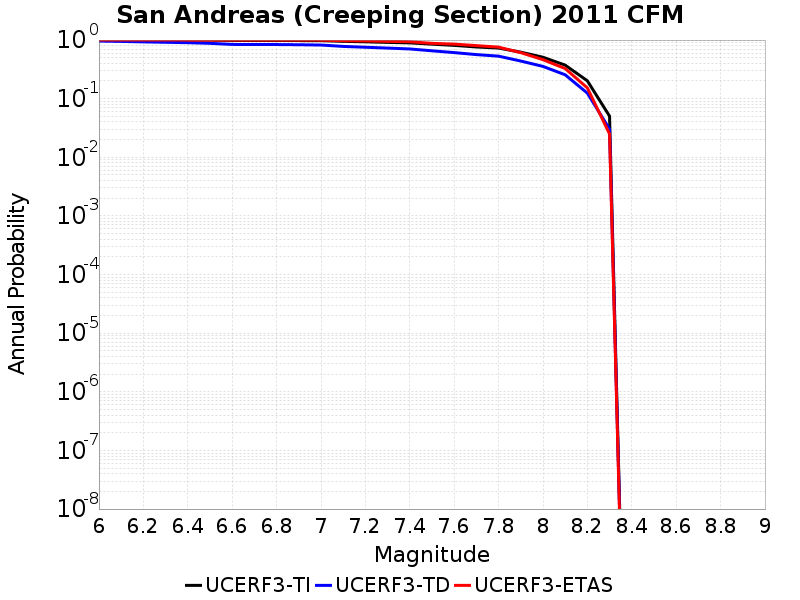 San Andreas (Creeping Section) 2011 CFM
Annual Probability
10^0
10^-1
10^-2
10^-3
10^-4
10^-5
10^-6
10^-7
10^-8
6 6.2 6.4 6.6 6.8 7 7.2 7.4 7.6 7.8 8 8.2 8.4 8.6 8.8 9
Magnitude
UCERF3-TI UCERF3-TD UCERF3-ETAS